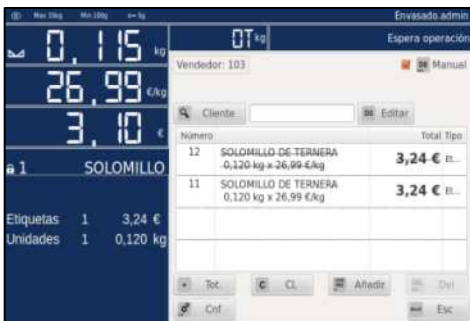 Max 15kg Min 100g e=5g
Envasado.admin
0,115 kg
0T kg
Espera operación
26,99 €/kg
Vendedor: 103
Manual
3,10 €
Cliente
Editar
Número Total Tipo
1 SOLOMILLO
12 SOLOMILLO DE TERNERA 3,24 € Et...
0,120 kg x 26,99 €/kg
11 SOLOMILLO DE TERNERA 3,24 € Et...
0,120 kg x 26,99 €/kg
Etiquetas 1 3,24 €
Unidades 1 0,120 kg
Tot. C CL Añadir Del
Cnf Esc